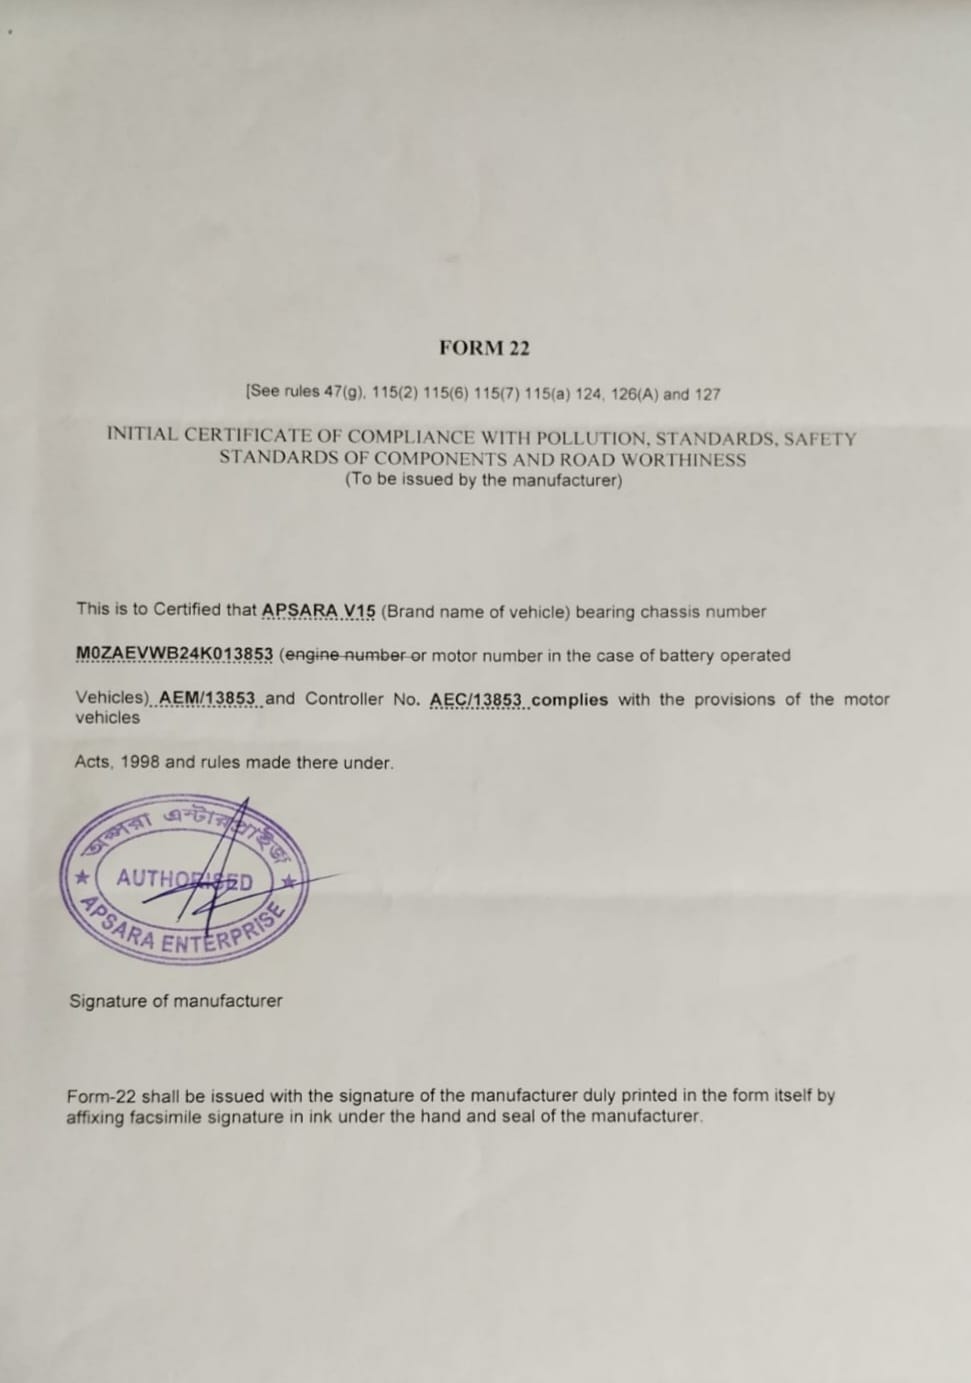 FORM 22
[See rules 47(g), 115(2) 115(6) 115(7) 115(a) 124, 126(A) and 127
INITIAL CERTIFICATE OF COMPLIANCE WITH POLLUTION, STANDARDS, SAFETY
STANDARDS OF COMPONENTS AND ROAD WORTHINESS
(To be issued by the manufacturer)
This is to Certified that APSARA V15 (Brand name of vehicle) bearing chassis number
M0ZAEVWB24K013853 (engine number or motor number in the case of battery operated
Vehicles) AEM/13853 and Controller No. AEC/13853 complies with the provisions of the motor
vehicles
Acts, 1998 and rules made there under.
অপ্সরা এন্টারপ্রাইজ
AUTHORISED
APSARA ENTERPRISE
Signature of manufacturer
Form-22 shall be issued with the signature of the manufacturer duly printed in the form itself by
affixing facsimile signature in ink under the hand and seal of the manufacturer.